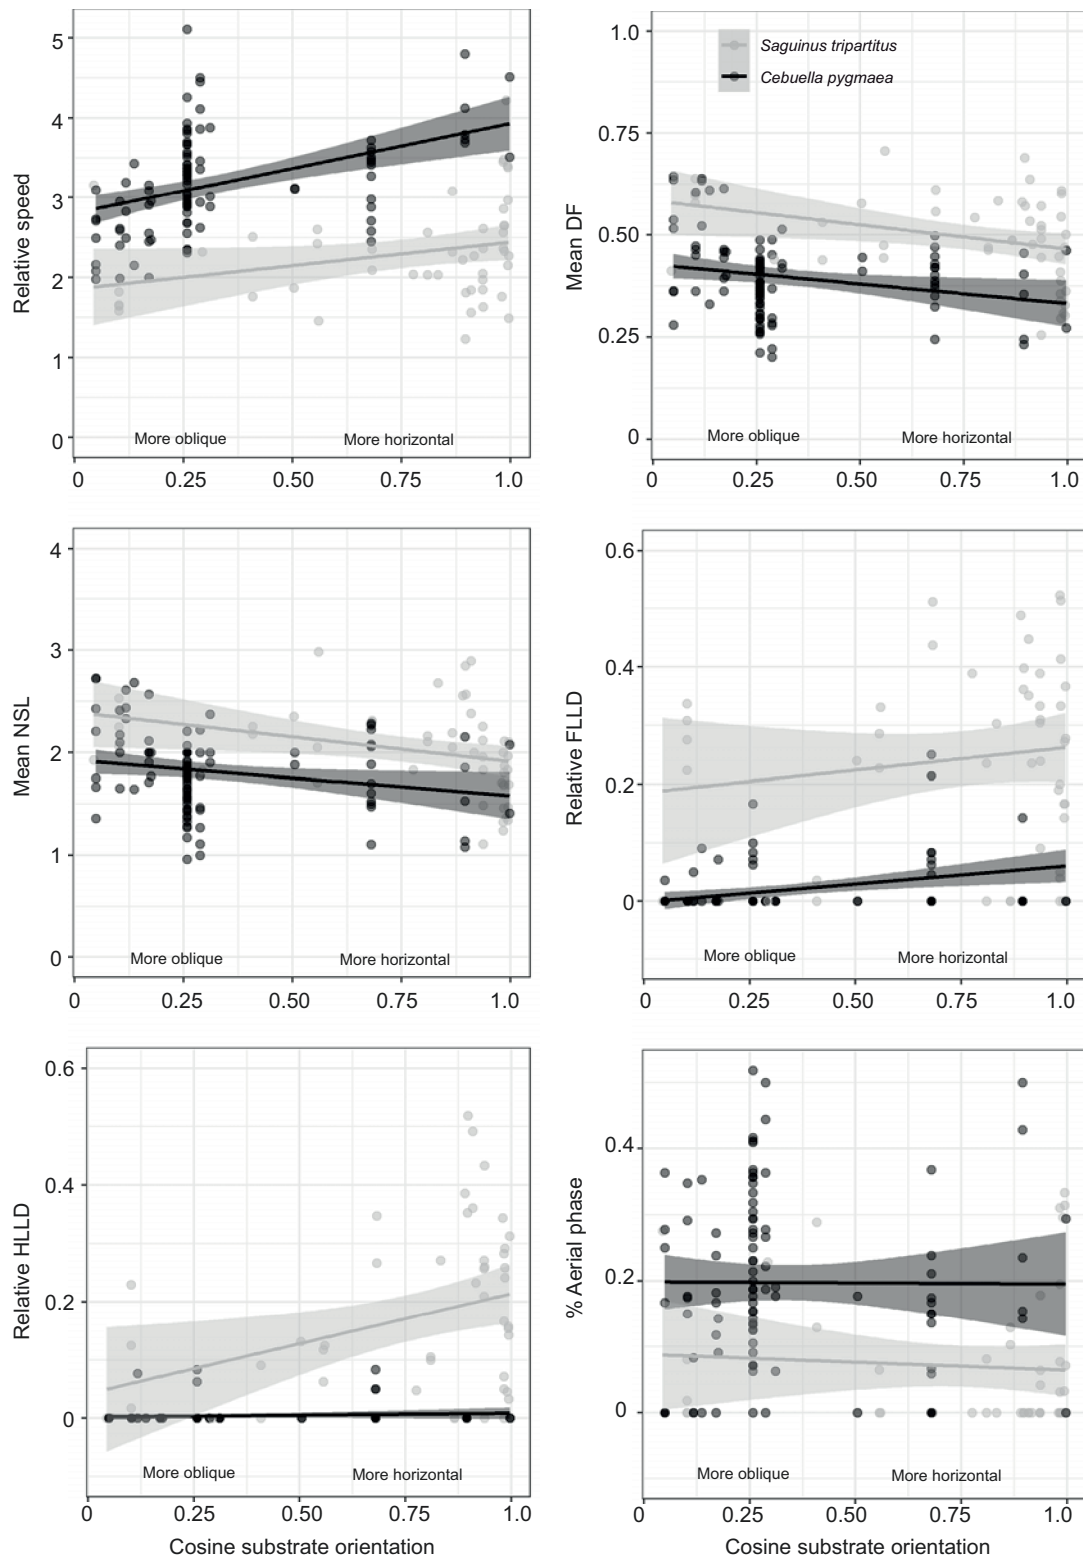 Relative speed
5
4
3
2
1
0
More oblique
More horizontal
0
0.25
0.50
0.75
1.0
Mean DF
1.0
0.75
0.50
0.25
0
Saguinus tripartitus
Cebuella pygmaea
More oblique
More horizontal
0
0.25
0.50
0.75
1.0
Mean NSL
4
3
2
1
0
More oblique
More horizontal
0
0.25
0.50
0.75
1.0
Relative FLLD
0.6
0.4
0.2
0
More oblique
More horizontal
0
0.25
0.50
0.75
1.0
Relative HLLD
0.6
0.4
0.2
0
More oblique
More horizontal
0
0.25
0.50
0.75
1.0
Cosine substrate orientation
% Aerial phase
0.4
0.2
0
More oblique
More horizontal
0
0.25
0.50
0.75
1.0
Cosine substrate orientation